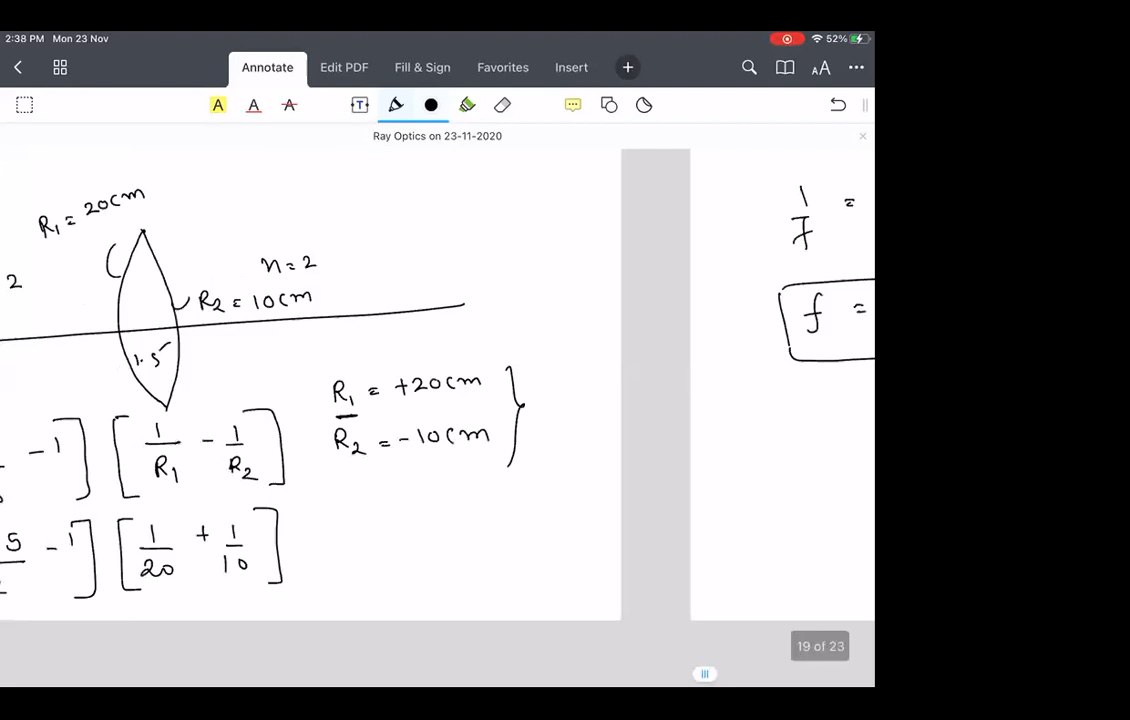 2:38 PM Mon 23 Nov
52%
Annotate Edit PDF Fill & Sign Favorites Insert
A A A T
AA
Ray Optics on 23-11-2020
R1 = 20cm
n = 2
2
R2 = 10cm
1.5
R1 = +20cm
R2 = -10cm
-1] [1/R1 - 1/R2]
5 -1] [1/20 + 1/10]
1/f =
f =
19 of 23